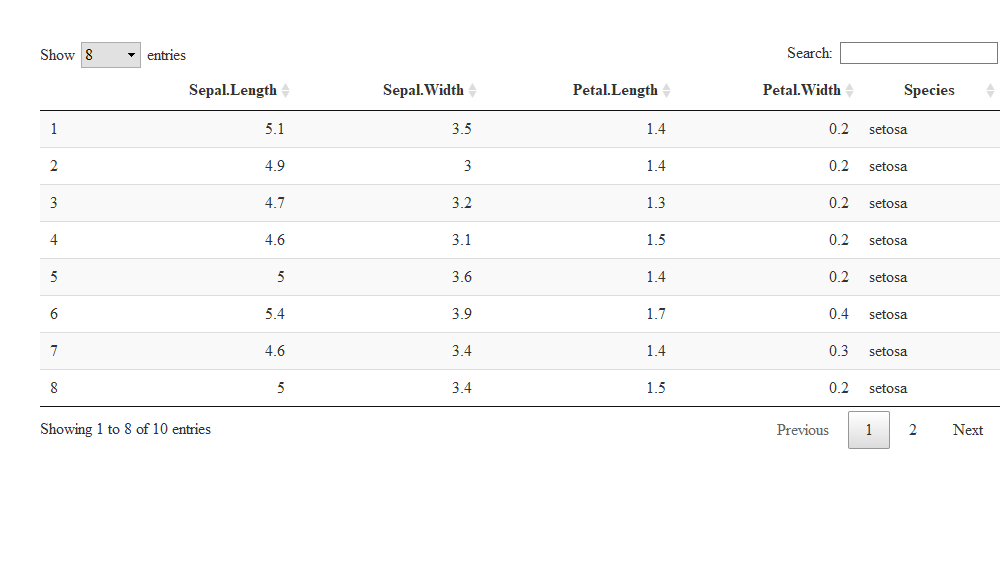 Show 8 entries Search:
Sepal.Length Sepal.Width Petal.Length Petal.Width Species
1 5.1 3.5 1.4 0.2 setosa
2 4.9 3 1.4 0.2 setosa
3 4.7 3.2 1.3 0.2 setosa
4 4.6 3.1 1.5 0.2 setosa
5 5 3.6 1.4 0.2 setosa
6 5.4 3.9 1.7 0.4 setosa
7 4.6 3.4 1.4 0.3 setosa
8 5 3.4 1.5 0.2 setosa
Showing 1 to 8 of 10 entries Previous 1 2 Next